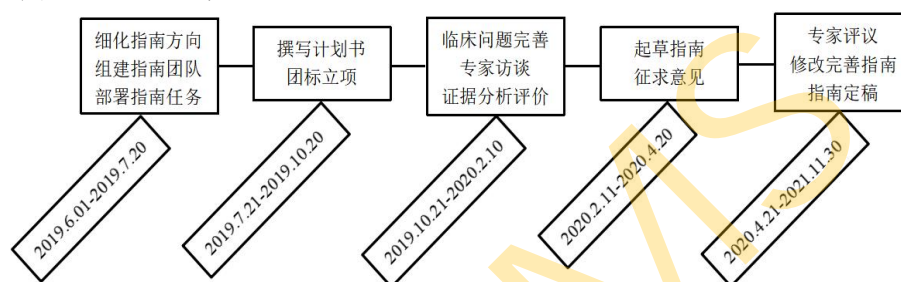 细化指南方向
组建指南团队
部署指南任务
撰写计划书
团标立项
临床问题完善
专家访谈
证据分析评价
起草指南
征求意见
专家评议
修改完善指南
指南定稿
2019.6.01-2019.7.20
2019.7.21-2019.10.20
2019.10.21-2020.2.10
2020.2.11-2020.4.20
2020.4.21-2021.11.30
MS